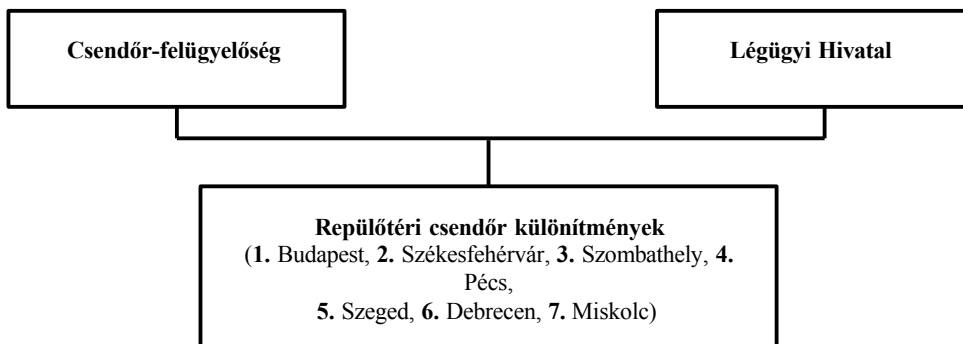 Csendőr-felügyelőség
Légügyi Hivatal
Repülőtéri csendőr különítmények
(1. Budapest, 2. Székesfehérvár, 3. Szombathely, 4.
Pécs,
5. Szeged, 6. Debrecen, 7. Miskolc)